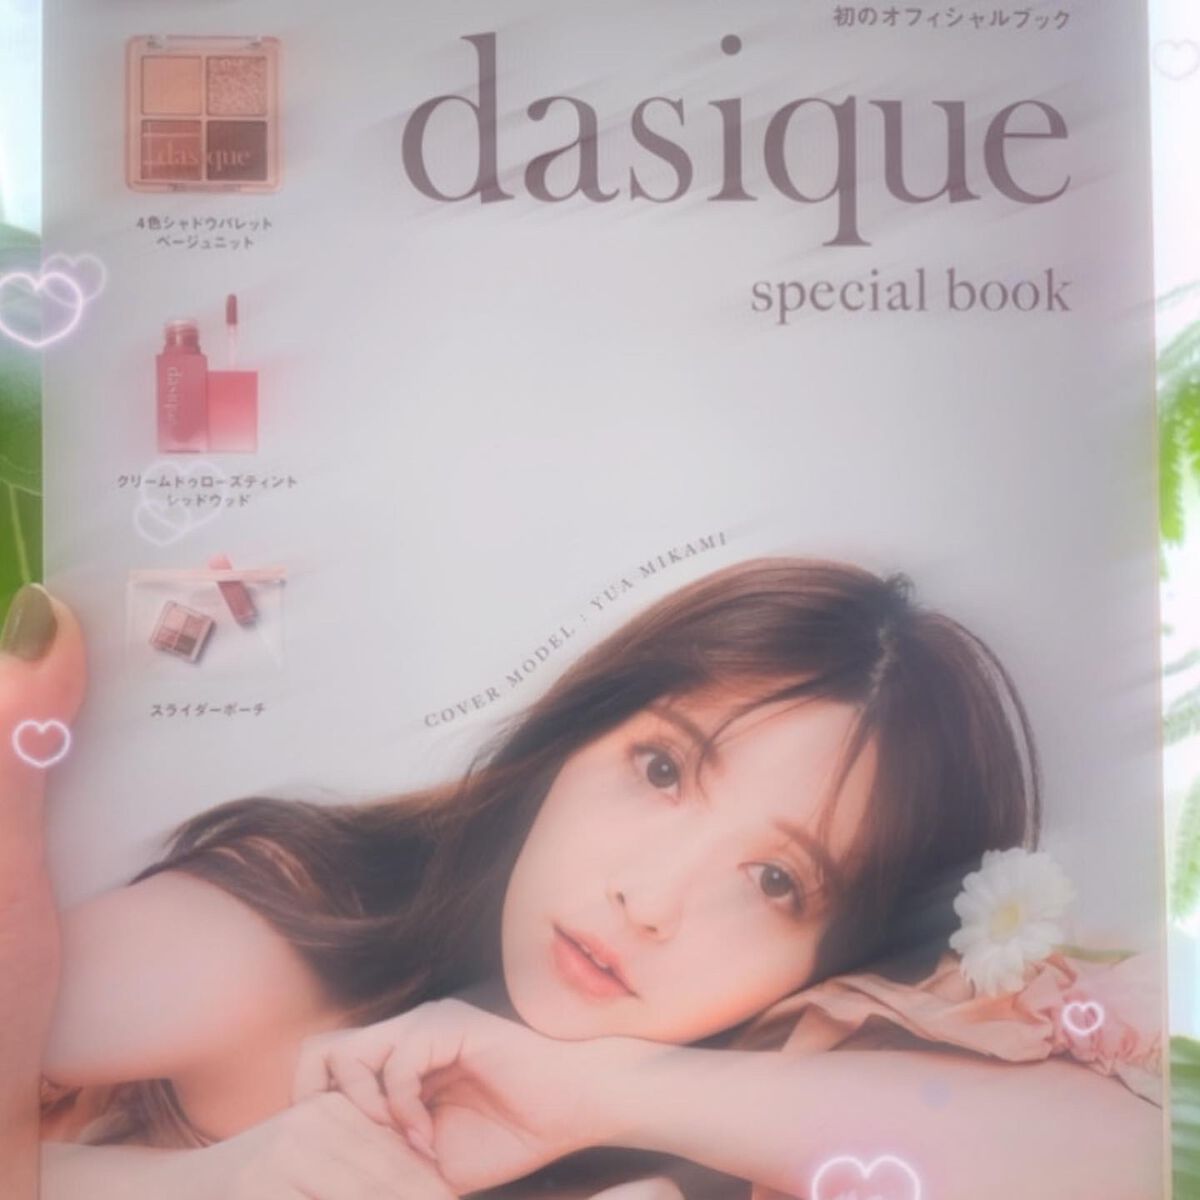 初のオフィシャルブック
dasique
special book
dasique
4色シャドウパレット
ベージュニット
dasique
クリームドゥローズティント
レッドウッド
スライダーポーチ
COVER MODEL : YUA MIKAMI